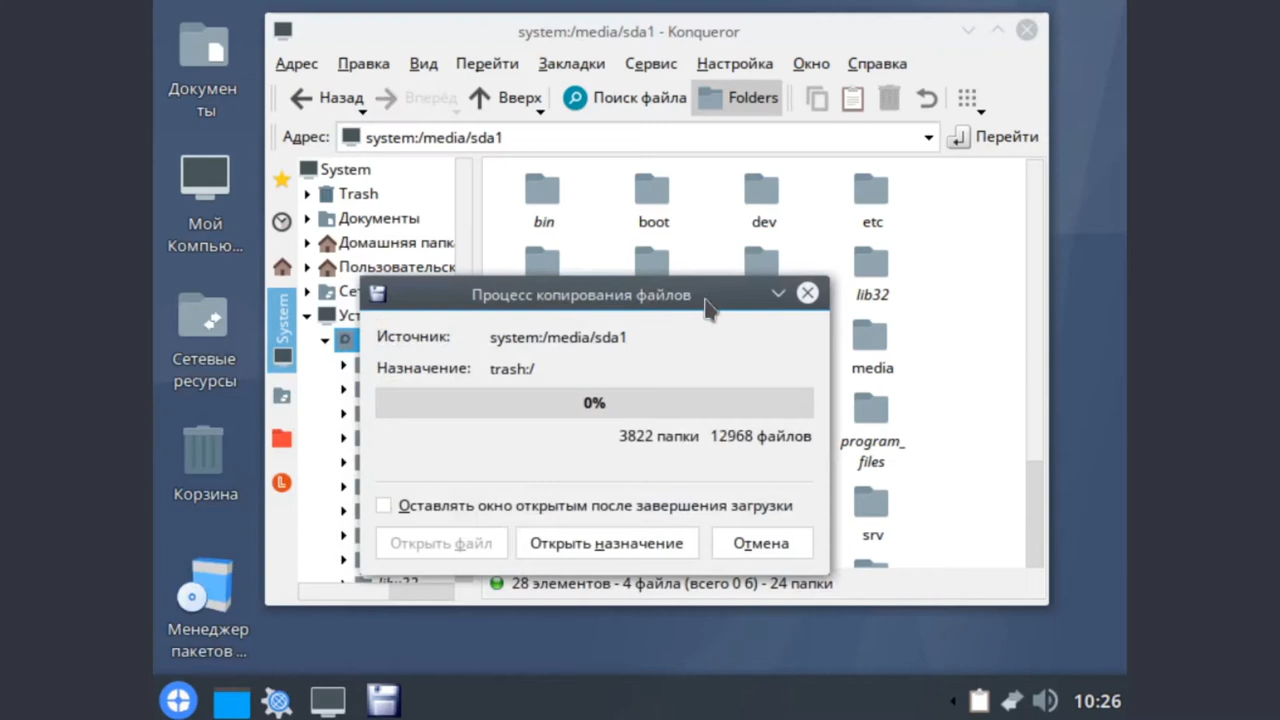 Докумен
ты
Мой
Компью...
Сетевые
ресурсы
Корзина
Менеджер
пакетов ...
system:/media/sda1 - Konqueror
Адрес Правка Вид Перейти Закладки Сервис Настройка Окно Справка
Назад Вперёд Вверх Поиск файла Folders
Адрес: system:/media/sda1 Перейти
System
System
Trash
Документы
Домашняя папк
Пользовательск
Се
Ус
libx32
bin boot dev etc
lib32
media
program_
files
srv
Процесс копирования файлов
Источник: system:/media/sda1
Назначение: trash:/
0%
3822 папки 12968 файлов
Оставлять окно открытым после завершения загрузки
Открыть файл Открыть назначение Отмена
28 элементов - 4 файла (всего 0 б) - 24 папки
10:26